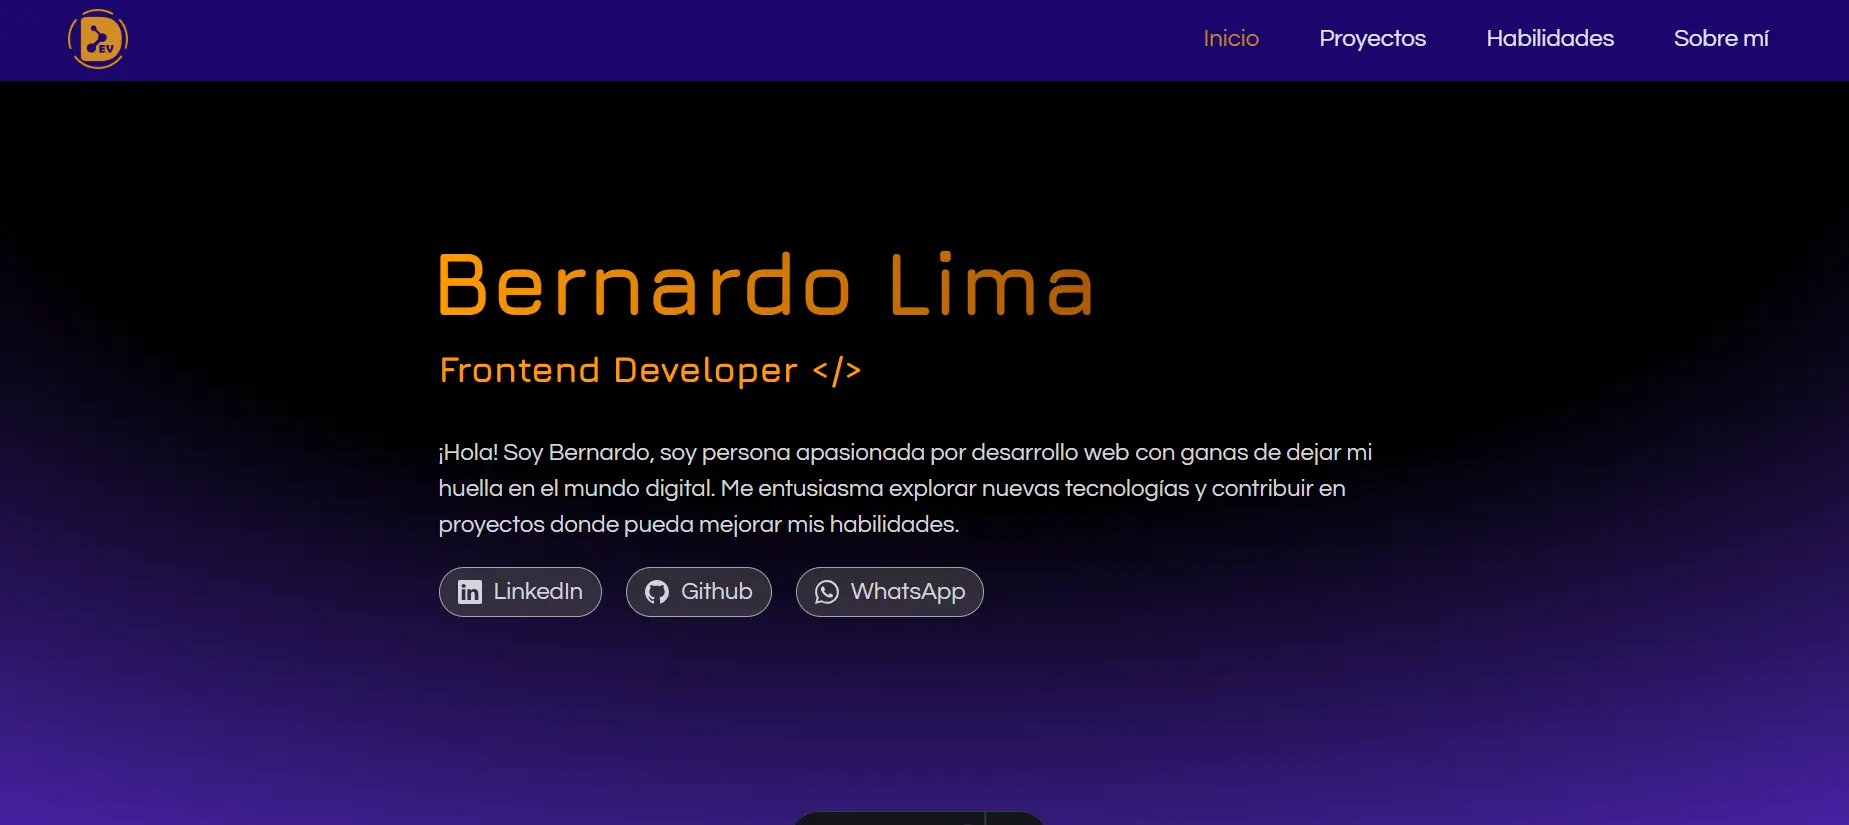 EV
Inicio
Proyectos
Habilidades
Sobre mí
Bernardo Lima
Frontend Developer </>
¡Hola! Soy Bernardo, soy persona apasionada por desarrollo web con ganas de dejar mi
huella en el mundo digital. Me entusiasma explorar nuevas tecnologías y contribuir en
proyectos donde pueda mejorar mis habilidades.
in LinkedIn
Github
WhatsApp